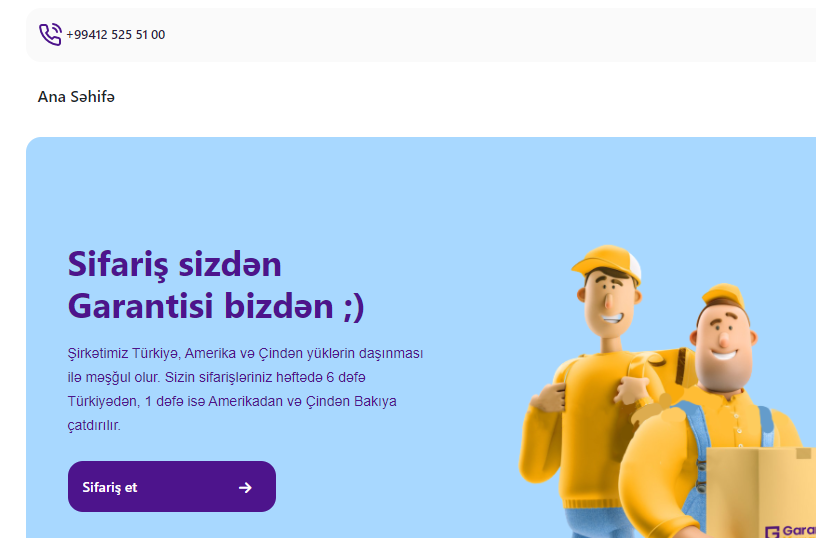 +99412 525 51 00
Ana Səhifə
Sifariş sizdən
Garantisi bizdən ;)
Şirkətimiz Türkiyə, Amerika və Çindən yüklərin daşınması
ilə məşğul olur. Sizin sifarişləriniz həftədə 6 dəfə
Türkiyədən, 1 dəfə isə Amerikadan və Çindən Bakıya
çatdırılır.
Sifariş et